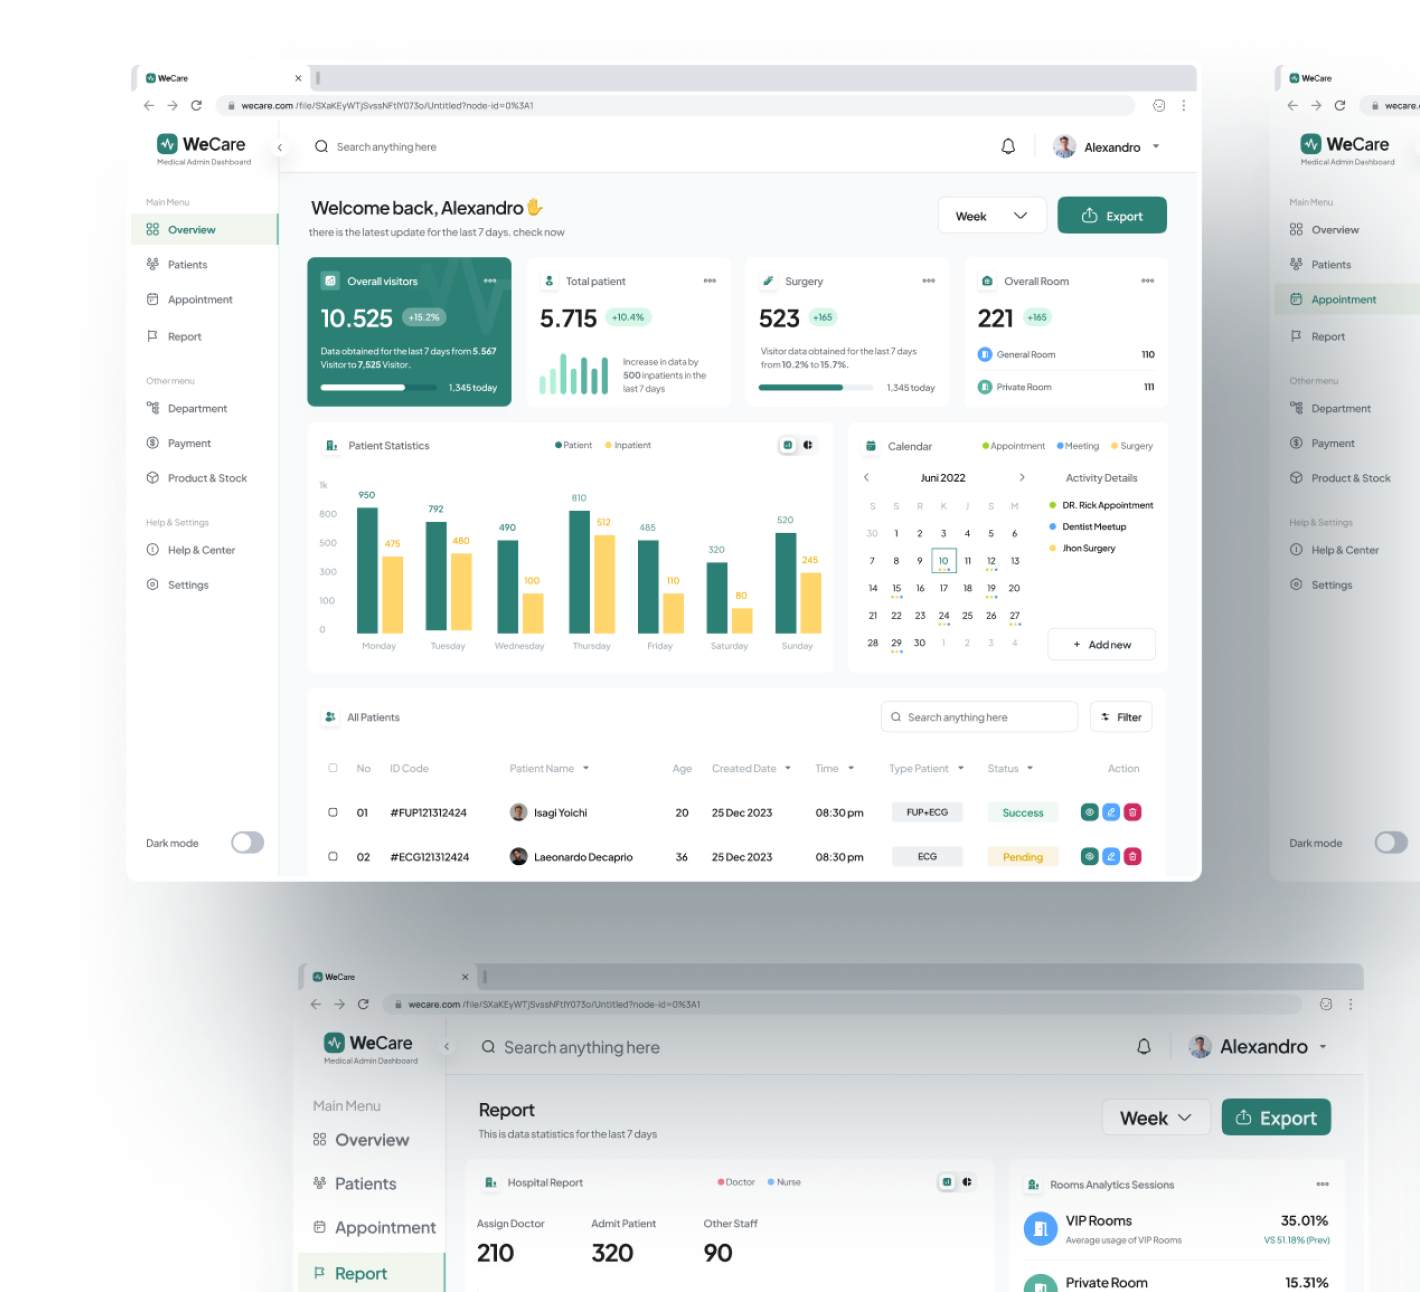 WeCare
wecare.com /file/SXaKEyWTjSvssNFtlY073o/Untitled?node-id=0%3A1
WeCare
Medical Admin Dashboard
Search anything here
Alexandro
Main Menu
Overview
Patients
Appointment
Report
Other menu
Department
Payment
Product & Stock
Help & Settings
Help & Center
Settings
Dark mode
Welcome back, Alexandro
there is the latest update for the last 7 days. check now
Week
Export
Overall visitors
10.525 +15.2%
Data obtained for the last 7 days from 5.567
Visitor to 7,525 Visitor.
1,345 today
Total patient
5.715 +10.4%
Increase in data by
500 inpatients in the
last 7 days
Surgery
523 +165
Visitor data obtained for the last 7 days
from 10.2% to 15.7%.
1,345 today
Overall Room
221 +165
General Room 110
Private Room 111
Patient Statistics
Patient Inpatient
1k
800
500
300
100
0
950 475
792 480
490 100
810 512
485 110
320 80
520 245
Monday Tuesday Wednesday Thursday Friday Saturday Sunday
Calendar
Appointment Meeting Surgery
Juni 2022
S S R K J S M
30 1 2 3 4 5 6
7 8 9 10 11 12 13
14 15 16 17 18 19 20
21 22 23 24 25 26 27
28 29 30 1 2 3 4
Activity Details
DR. Rick Appointment
Dentist Meetup
Jhon Surgery
+ Add new
All Patients
Search anything here
Filter
No ID Code Patient Name Age Created Date Time Type Patient Status Action
01 #FUP121312424 Isagi Yoichi 20 25 Dec 2023 08:30 pm FUP+ECG Success
02 #ECG121312424 Laeonardo Decaprio 36 25 Dec 2023 08:30 pm ECG Pending
WeCare
wecare.
WeCare
Medical Admin Dashboard
Main Menu
Overview
Patients
Appointment
Report
Other menu
Department
Payment
Product & Stock
Help & Settings
Help & Center
Settings
Dark mode
WeCare
wecare.com /file/SXaKEyWTjSvssNFtlY073o/Untitled?node-id=0%3A1
WeCare
Medical Admin Dashboard
Search anything here
Alexandro
Main Menu
Overview
Patients
Appointment
Report
Report
This is data statistics for the last 7 days
Week
Export
Hospital Report
Doctor Nurse
Assign Doctor Admit Patient Other Staff
210 320 90
Rooms Analytics Sessions
VIP Rooms 35.01%
Average usage of VIP Rooms VS 51.18% (Prev)
Private Room 15.31%